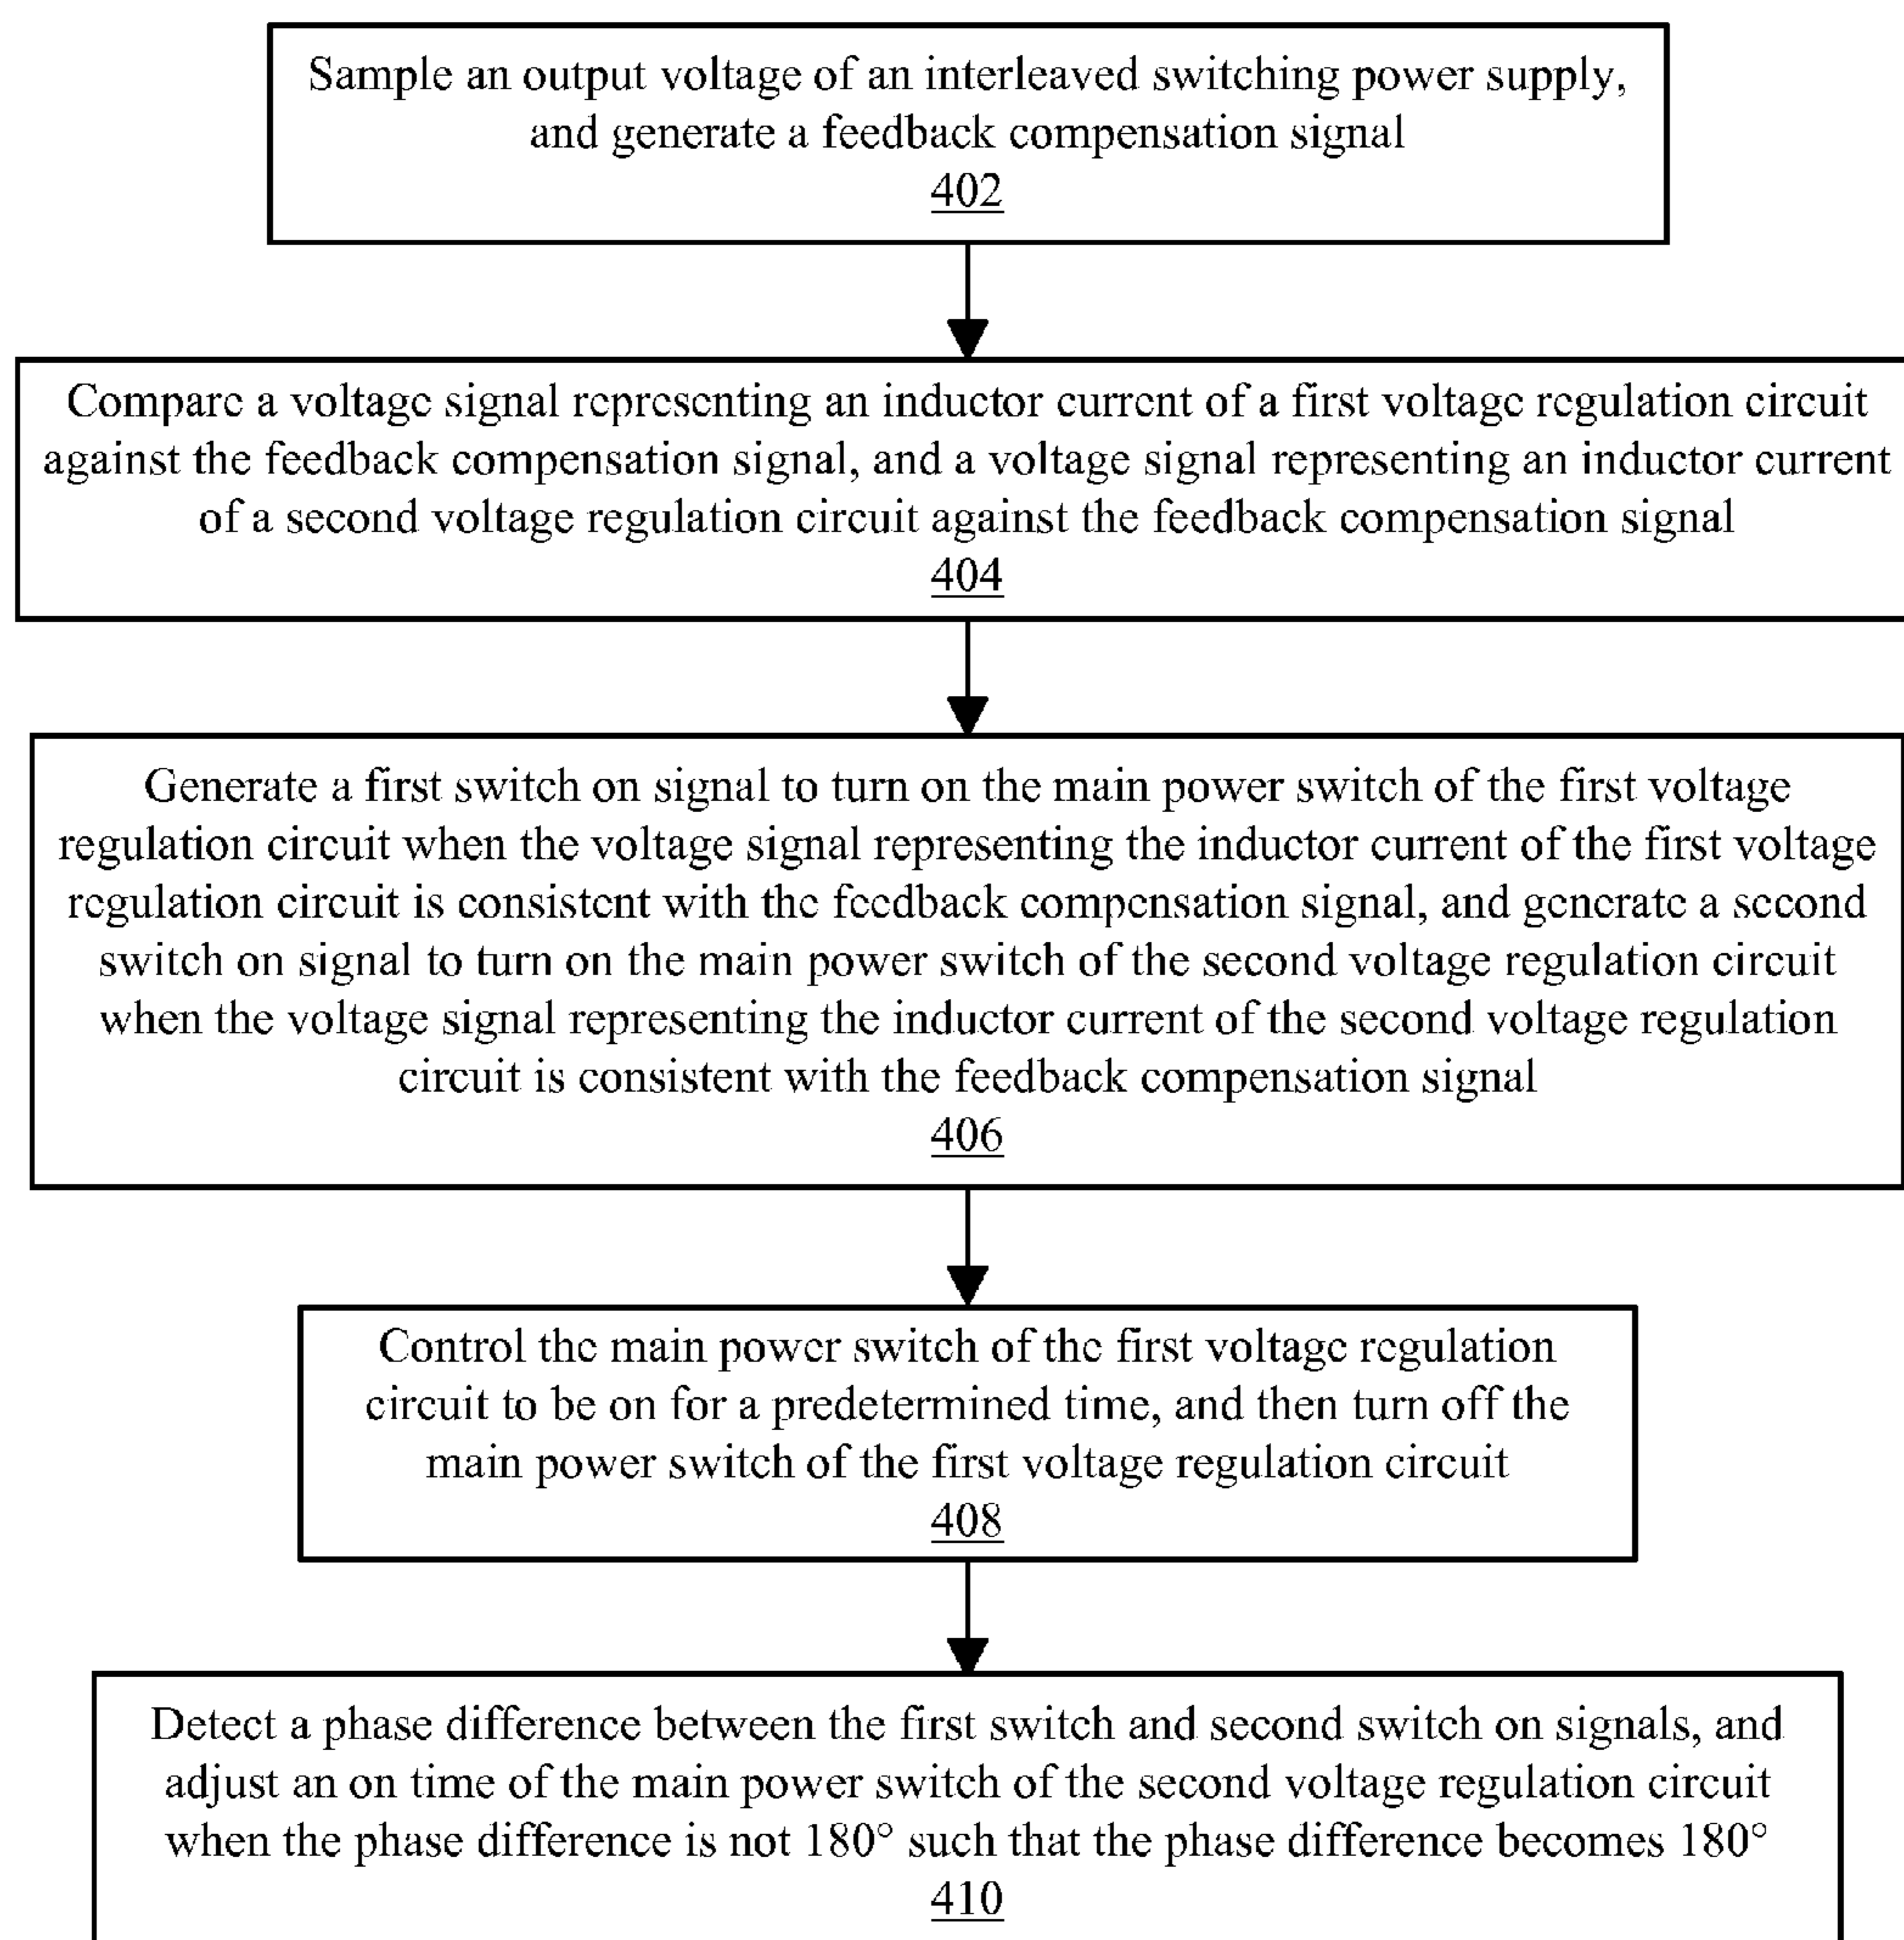 Sample an output voltage of an interleaved switching power supply,
and generate a feedback compensation signal
402
Compare a voltage signal representing an inductor current of a first voltage regulation circuit
against the feedback compensation signal, and a voltage signal representing an inductor current
of a second voltage regulation circuit against the feedback compensation signal
404
Generate a first switch on signal to turn on the main power switch of the first voltage
regulation circuit when the voltage signal representing the inductor current of the first voltage
regulation circuit is consistent with the feedback compensation signal, and generate a second
switch on signal to turn on the main power switch of the second voltage regulation circuit
when the voltage signal representing the inductor current of the second voltage regulation
circuit is consistent with the feedback compensation signal
406
Control the main power switch of the first voltage regulation
circuit to be on for a predetermined time, and then turn off the
main power switch of the first voltage regulation circuit
408
Detect a phase difference between the first switch and second switch on signals, and
adjust an on time of the main power switch of the second voltage regulation circuit
when the phase difference is not 180° such that the phase difference becomes 180°
410